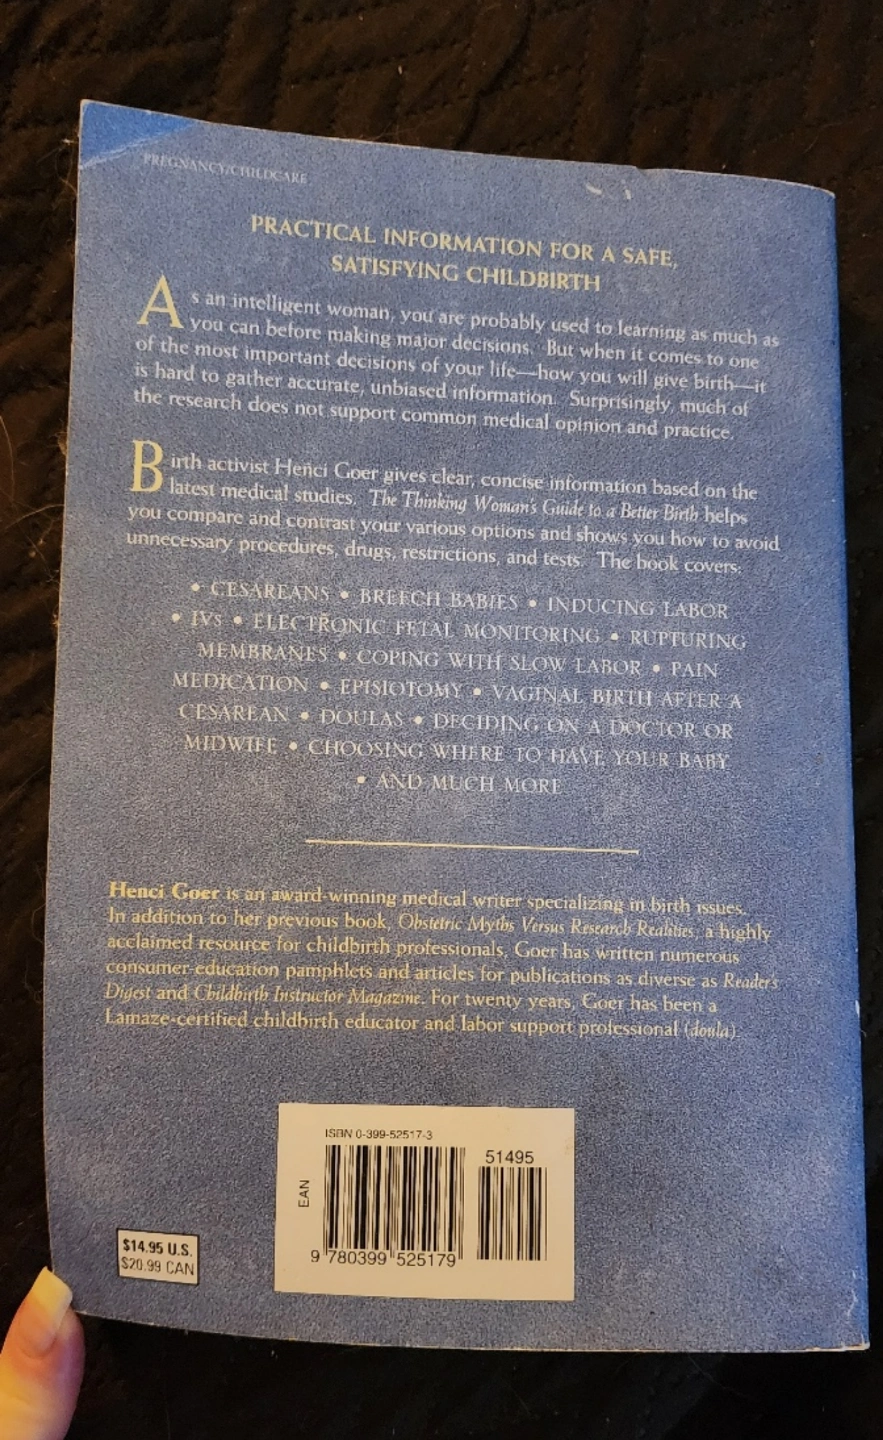 PREGNANCY/CHILDCARE
PRACTICAL INFORMATION FOR A SAFE,
SATISFYING CHILDBIRTH
As an intelligent woman, you are probably used to learning as much as
you can before making major decisions. But when it comes to one
of the most important decisions of your life—how you will give birth—it
is hard to gather accurate, unbiased information. Surprisingly, much of
the research does not support common medical opinion and practice.
Birth activist Henci Goer gives clear, concise information based on the
latest medical studies. The Thinking Woman's Guide to a Better Birth helps
you compare and contrast your various options and shows you how to avoid
unnecessary procedures, drugs, restrictions, and tests. The book covers:
• CESAREANS • BREECH BABIES • INDUCING LABOR
• IVs • ELECTRONIC FETAL MONITORING • RUPTURING
MEMBRANES • COPING WITH SLOW LABOR • PAIN
MEDICATION • EPISIOTOMY • VAGINAL BIRTH AFTER A
CESAREAN • DOULAS • DECIDING ON A DOCTOR OR
MIDWIFE • CHOOSING WHERE TO HAVE YOUR BABY
• AND MUCH MORE
Henci Goer is an award-winning medical writer specializing in birth issues.
In addition to her previous book, Obstetric Myths Versus Research Realities, a highly
acclaimed resource for childbirth professionals, Goer has written numerous
consumer-education pamphlets and articles for publications as diverse as Reader's
Digest and Childbirth Instructor Magazine. For twenty years, Goer has been a
Lamaze-certified childbirth educator and labor support professional (doula).
ISBN 0-399-52517-3
51495
EAN
9 780399 525179
$14.95 U.S.
$20.99 CAN